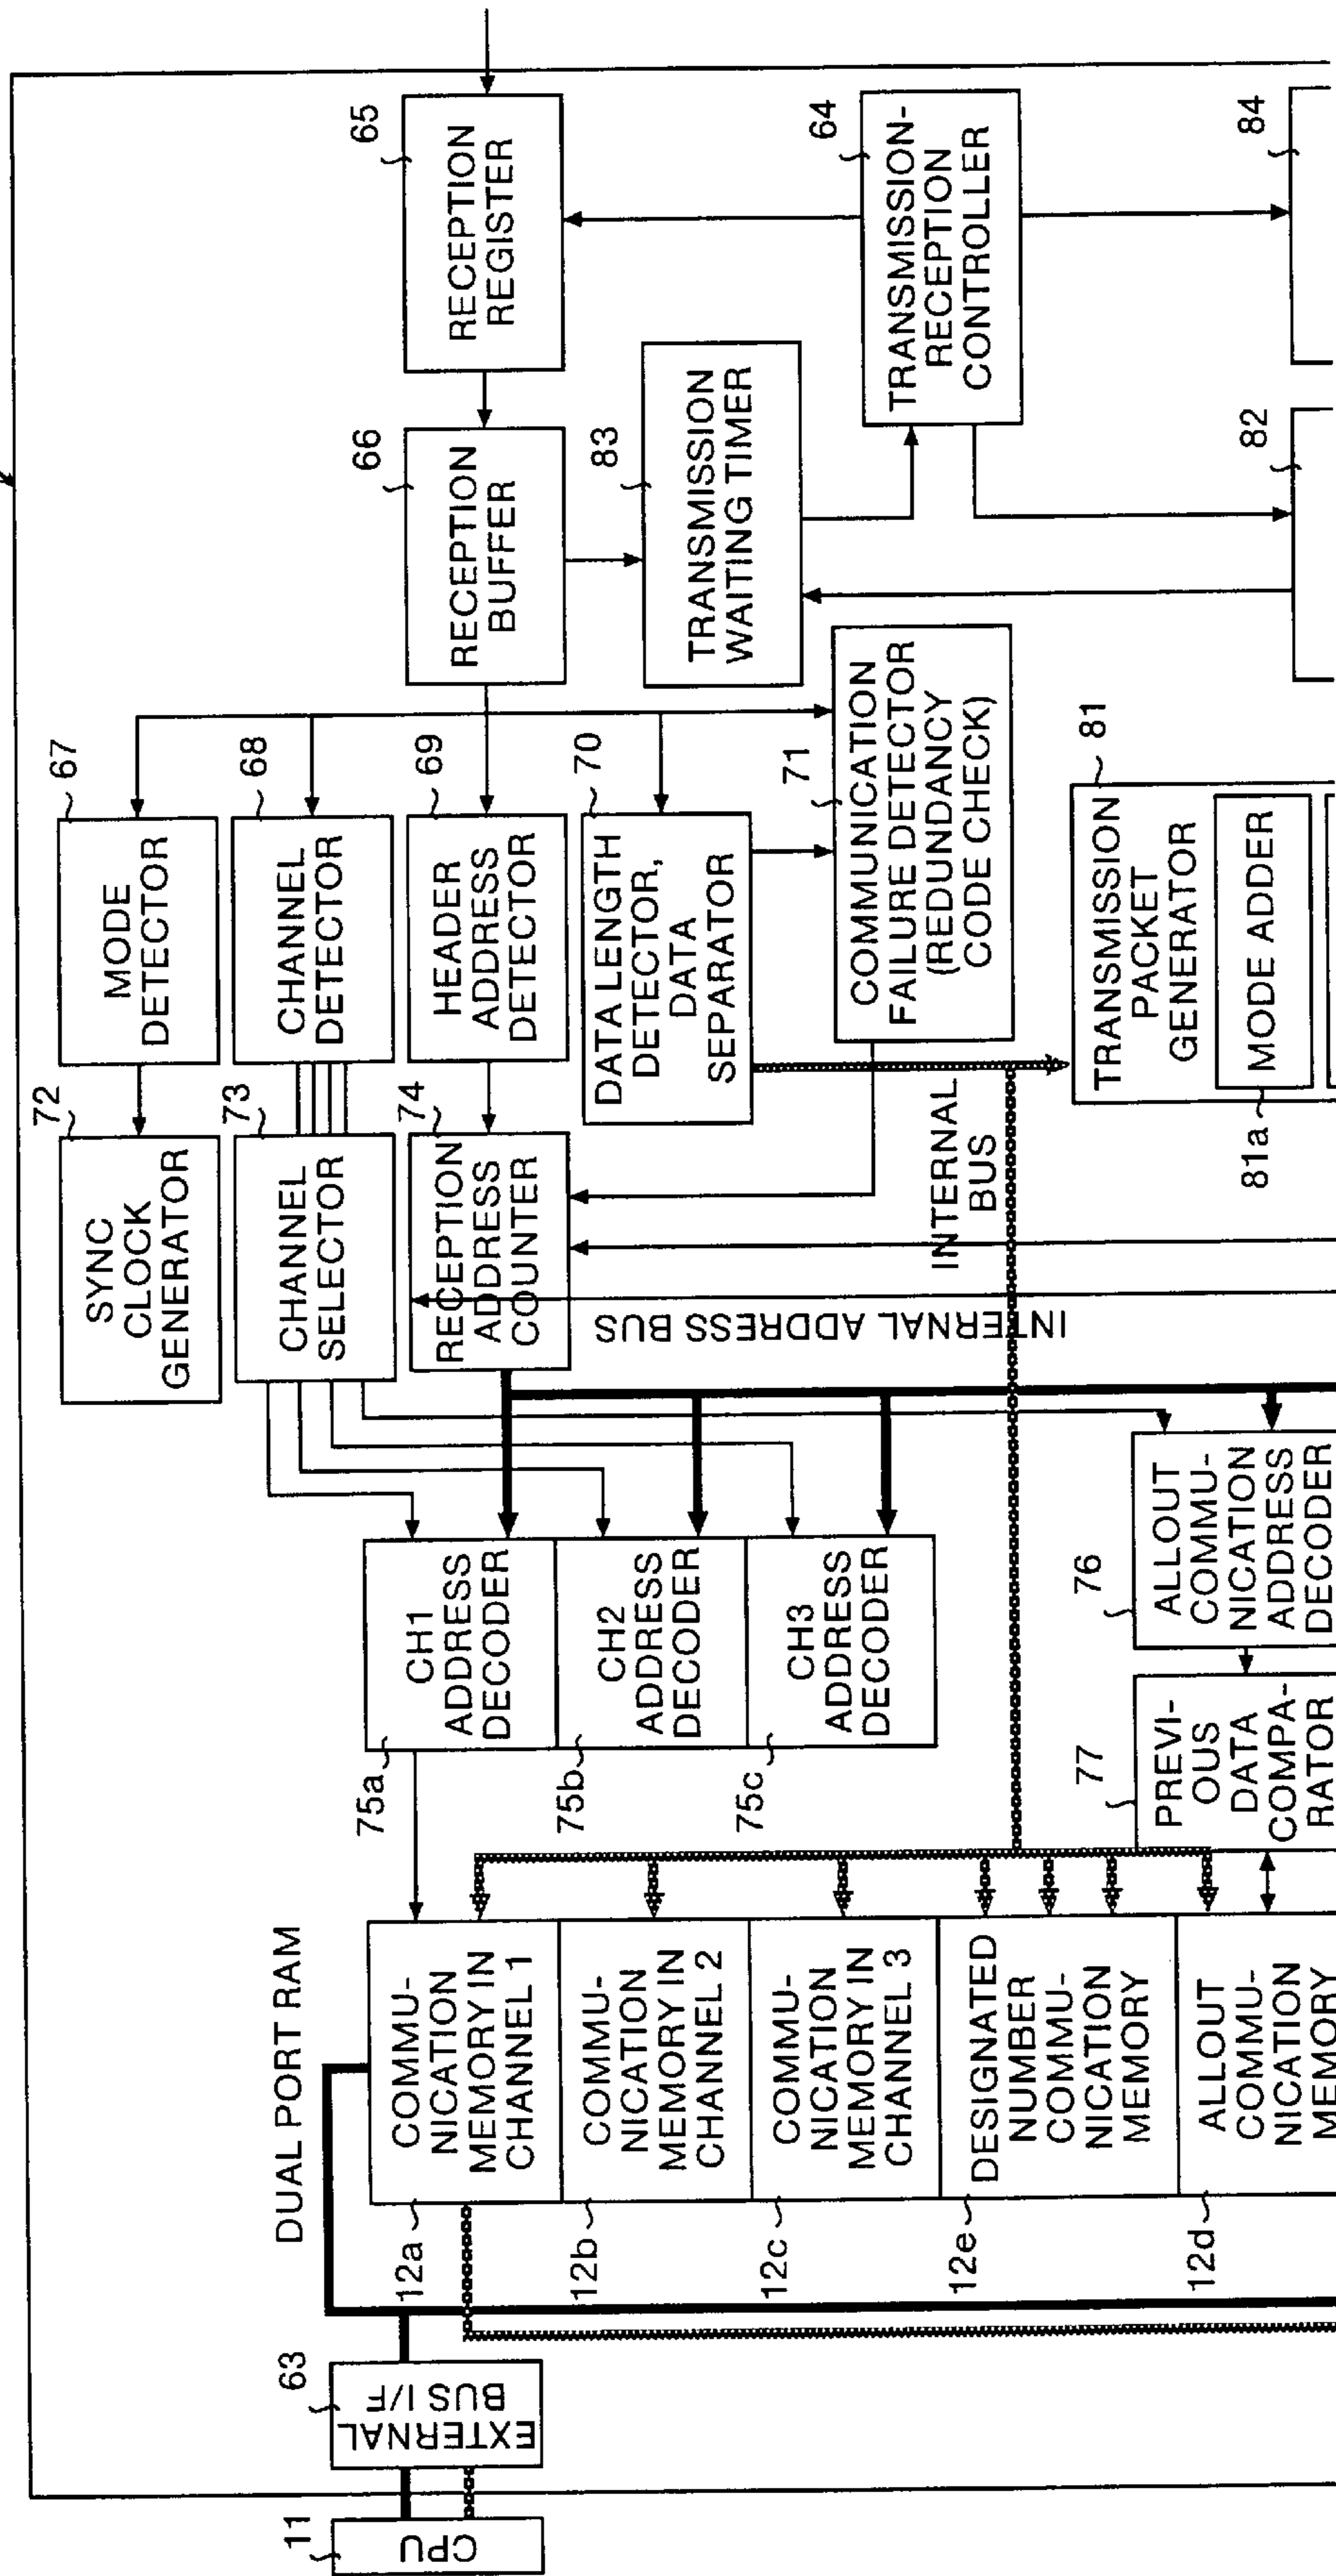 11
CPU
63
EXTERNAL
BUS I/F
DUAL PORT RAM
12a
COMMU-
NICATION
MEMORY IN
CHANNEL 1
12b
COMMU-
NICATION
MEMORY IN
CHANNEL 2
12c
COMMU-
NICATION
MEMORY IN
CHANNEL 3
12e
DESIGNATED
NUMBER
COMMU-
NICATION
MEMORY
12d
ALLOUT
COMMU-
NICATION
MEMORY
75a
CH1
ADDRESS
DECODER
75b
CH2
ADDRESS
DECODER
75c
CH3
ADDRESS
DECODER
77
PREVI-
OUS
DATA
COMPA-
RATOR
76
ALLOUT
COMMU-
NICATION
ADDRESS
DECODER
72
SYNC
CLOCK
GENERATOR
73
CHANNEL
SELECTOR
74
RECEPTION
ADDRESS
COUNTER
INTERNAL ADDRESS BUS
INTERNAL
BUS
67
MODE
DETECTOR
68
CHANNEL
DETECTOR
69
HEADER
ADDRESS
DETECTOR
70
DATA LENGTH
DETECTOR,
DATA
SEPARATOR
71
COMMUNICATION
FAILURE DETECTOR
(REDUNDANCY
CODE CHECK)
81
TRANSMISSION
PACKET
GENERATOR
81a
MODE ADDER
66
RECEPTION
BUFFER
83
TRANSMISSION
WAITING TIMER
65
RECEPTION
REGISTER
64
TRANSMISSION-
RECEPTION
CONTROLLER
82
84